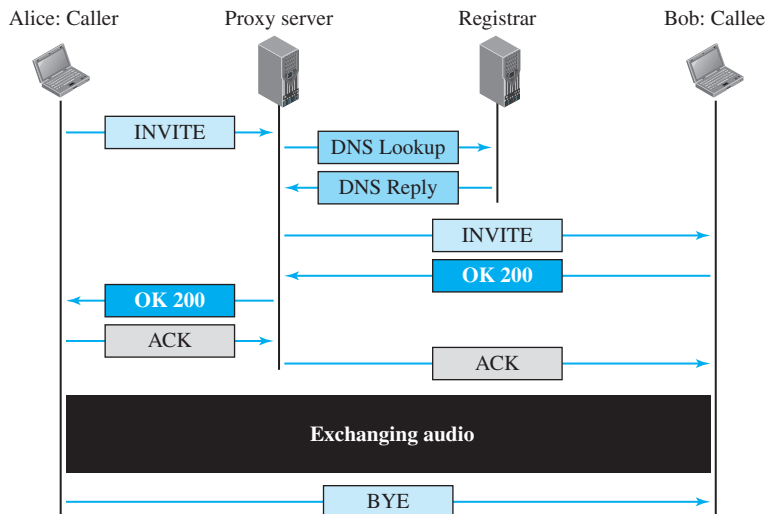 Alice: Caller
Proxy server
Registrar
Bob: Callee
INVITE
DNS Lookup
DNS Reply
INVITE
OK 200
OK 200
ACK
ACK
Exchanging audio
BYE